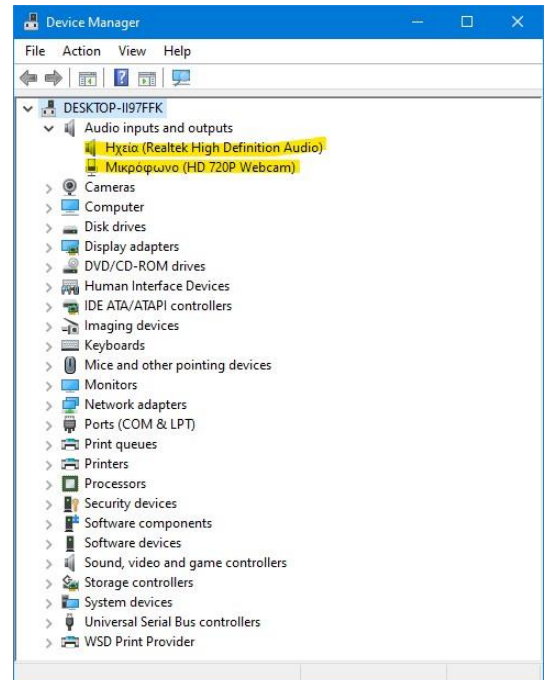 Device Manager
File Action View Help
DESKTOP-II97FFK
Audio inputs and outputs
Ηχεία (Realtek High Definition Audio)
Μικρόφωνο (HD 720P Webcam)
Cameras
Computer
Disk drives
Display adapters
DVD/CD-ROM drives
Human Interface Devices
IDE ATA/ATAPI controllers
Imaging devices
Keyboards
Mice and other pointing devices
Monitors
Network adapters
Ports (COM & LPT)
Print queues
Printers
Processors
Security devices
Software components
Software devices
Sound, video and game controllers
Storage controllers
System devices
Universal Serial Bus controllers
WSD Print Provider